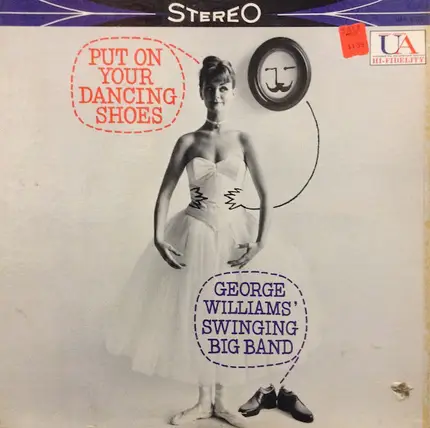 STEREO
PUT ON
YOUR
DANCING
SHOES
UA
HI-FIDELITY
GEORGE
WILLIAMS'
SWINGING
BIG BAND